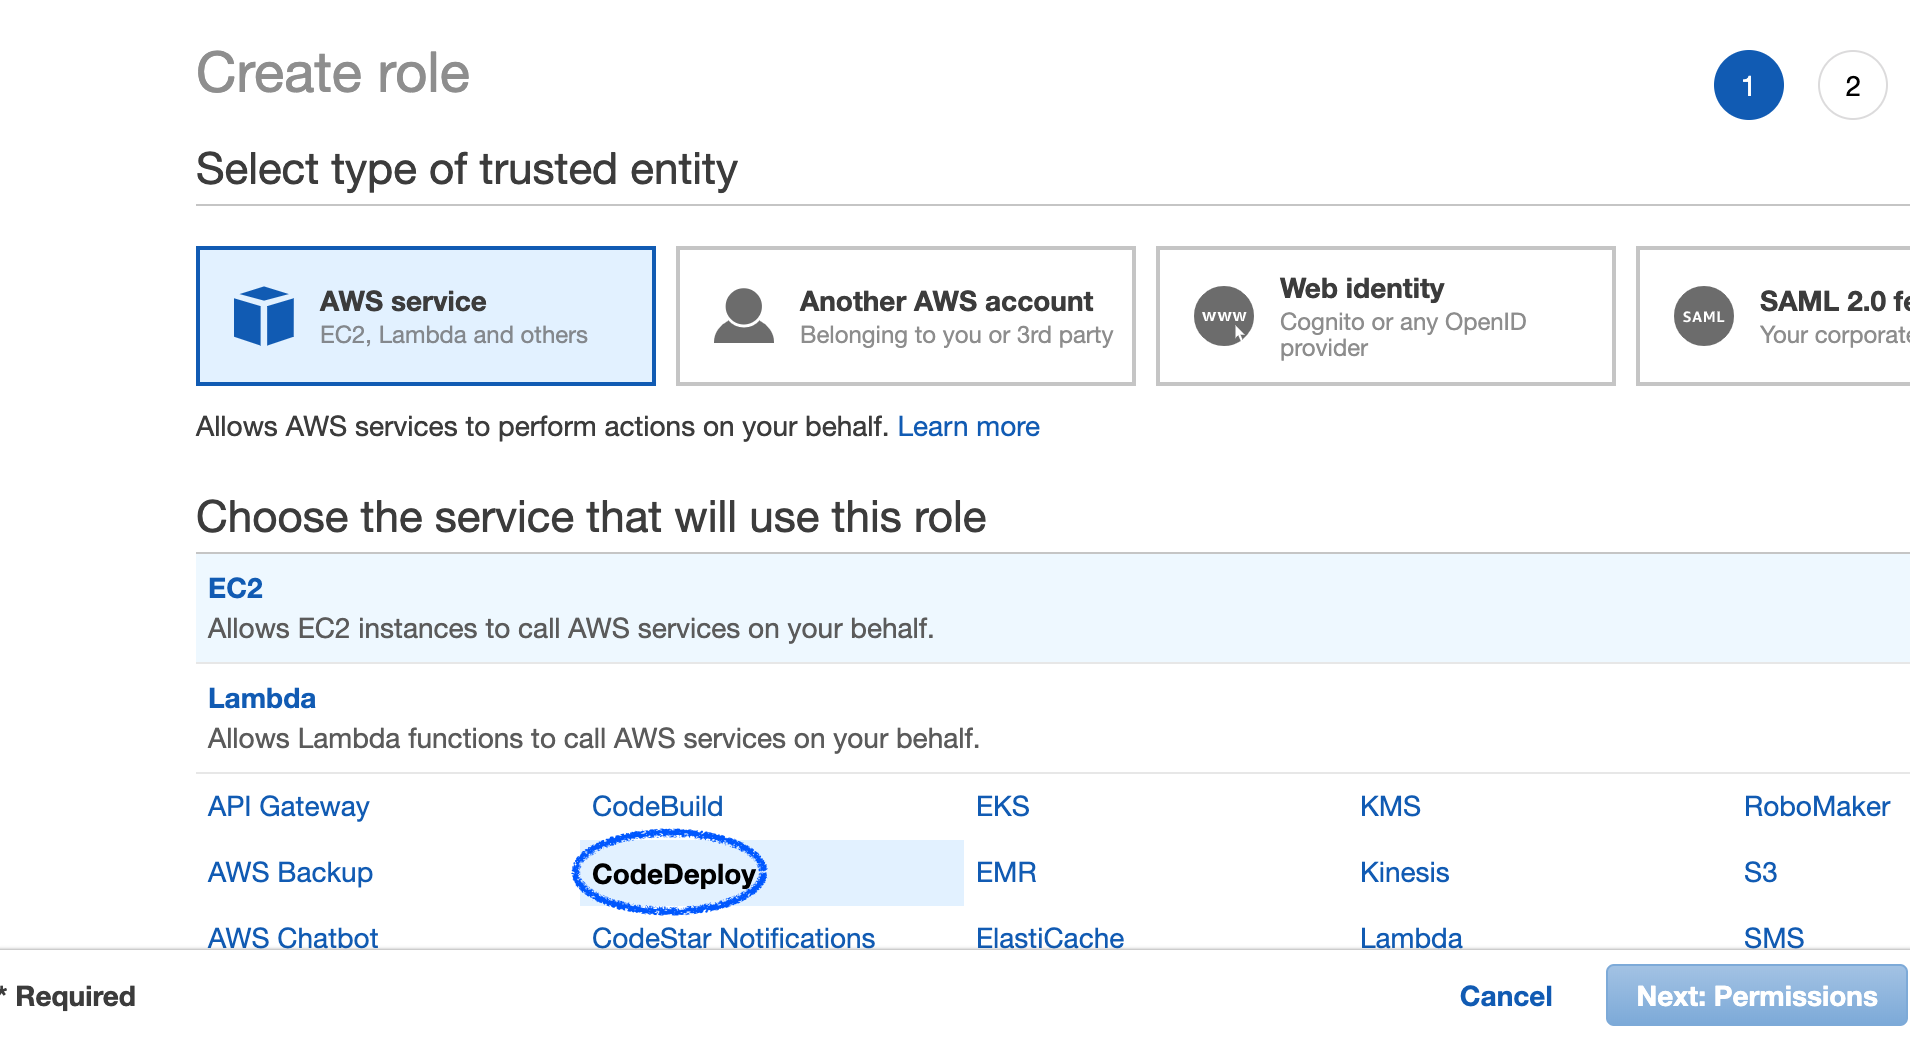 Create role
1
2
Select type of trusted entity
AWS service
EC2, Lambda and others
Another AWS account
Belonging to you or 3rd party
www
Web identity
Cognito or any OpenID
provider
SAML
SAML 2.0
Your corporate
Allows AWS services to perform actions on your behalf. Learn more
Choose the service that will use this role
EC2
Allows EC2 instances to call AWS services on your behalf.
Lambda
Allows Lambda functions to call AWS services on your behalf.
API Gateway CodeBuild EKS KMS RoboMaker
AWS Backup CodeDeploy EMR Kinesis S3
AWS Chatbot CodeStar Notifications ElastiCache Lambda SMS
* Required Cancel Next: Permissions